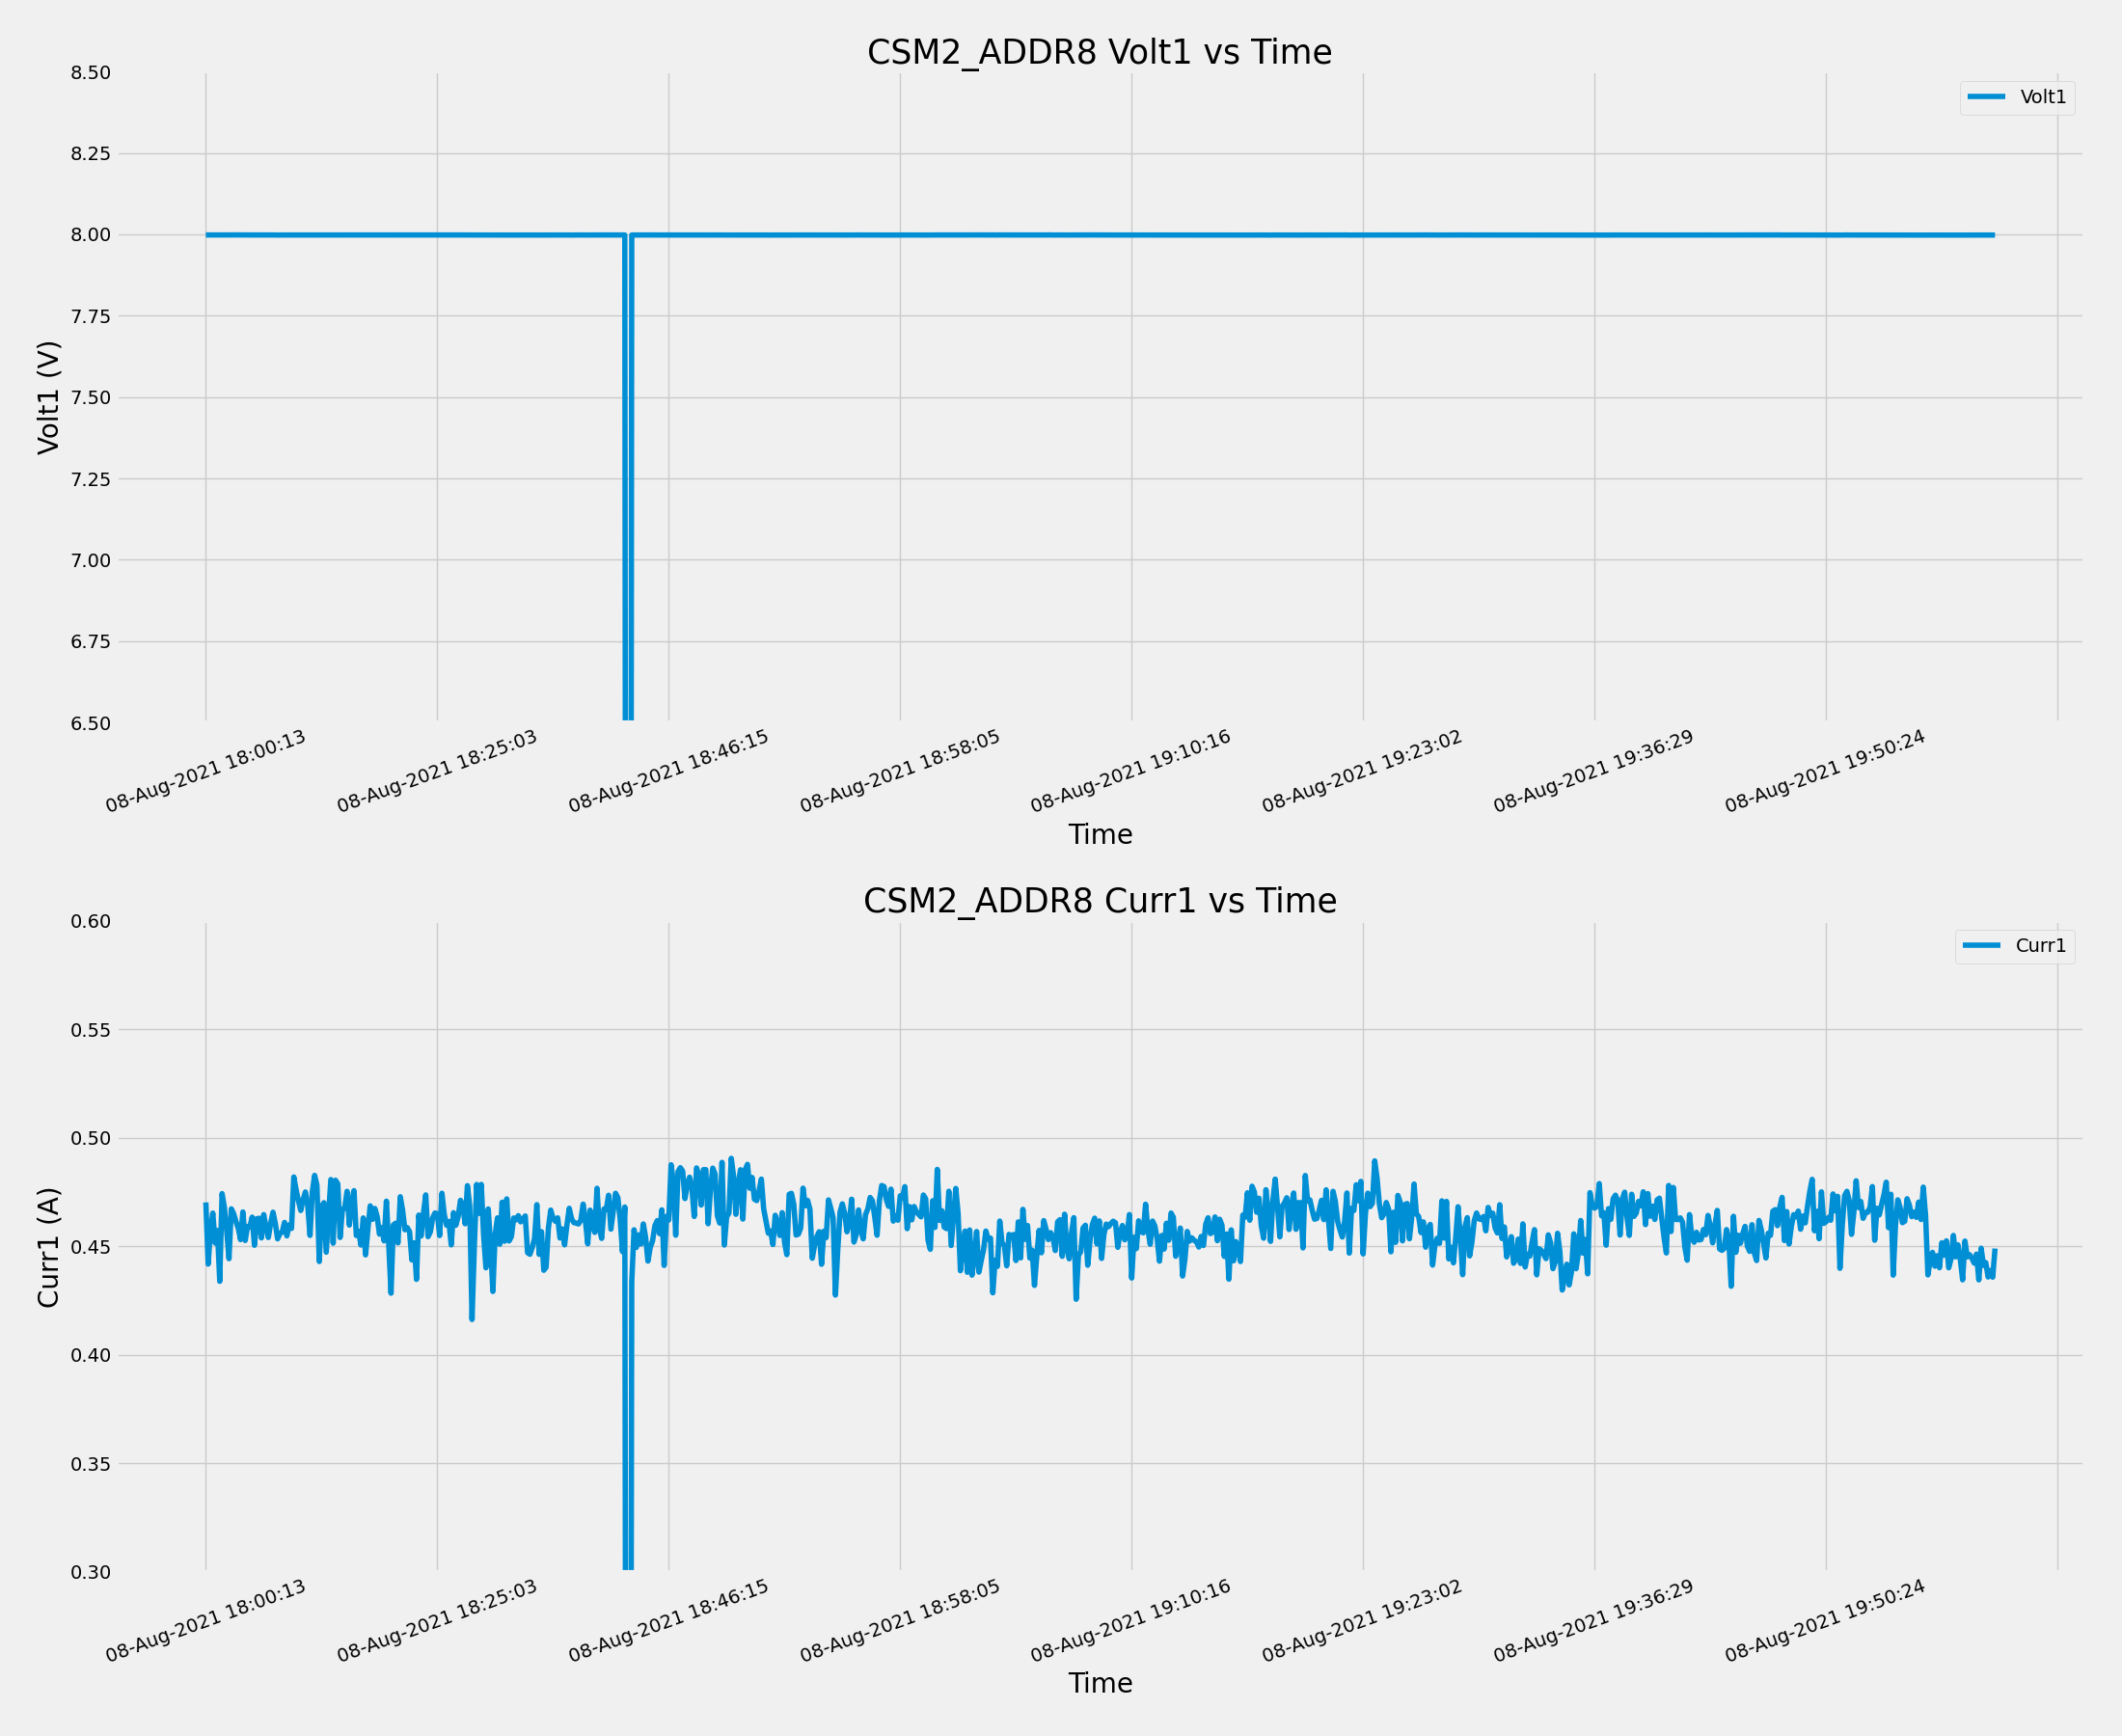 CSM2_ADDR8 Volt1 vs Time
8.50
Volt1
8.25
8.00
7.75
7.50
7.25
7.00
6.75
6.50
Volt1 (V)
08-Aug-2021 18:00:13
08-Aug-2021 18:25:03
08-Aug-2021 18:46:15
08-Aug-2021 18:58:05
08-Aug-2021 19:10:16
08-Aug-2021 19:23:02
08-Aug-2021 19:36:29
08-Aug-2021 19:50:24
Time
CSM2_ADDR8 Curr1 vs Time
0.60
Curr1
0.55
0.50
0.45
0.40
0.35
0.30
Curr1 (A)
08-Aug-2021 18:00:13
08-Aug-2021 18:25:03
08-Aug-2021 18:46:15
08-Aug-2021 18:58:05
08-Aug-2021 19:10:16
08-Aug-2021 19:23:02
08-Aug-2021 19:36:29
08-Aug-2021 19:50:24
Time